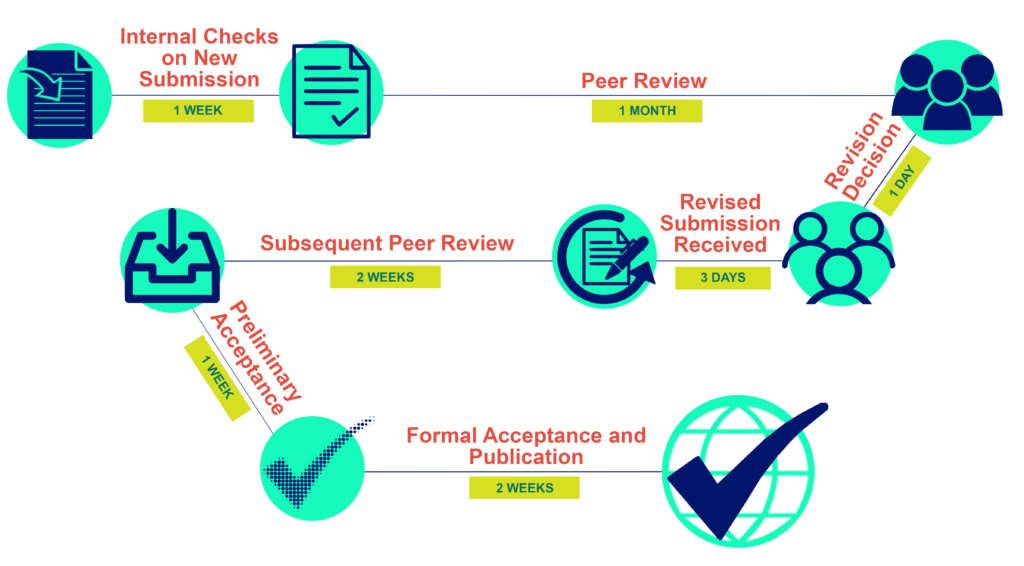 Internal Checks
on New
Submission
1 WEEK
Peer Review
1 MONTH
Revision
Decision
1 DAY
Revised
Submission
Received
3 DAYS
Subsequent Peer Review
2 WEEKS
Preliminary
Acceptance
1 WEEK
Formal Acceptance and
Publication
2 WEEKS